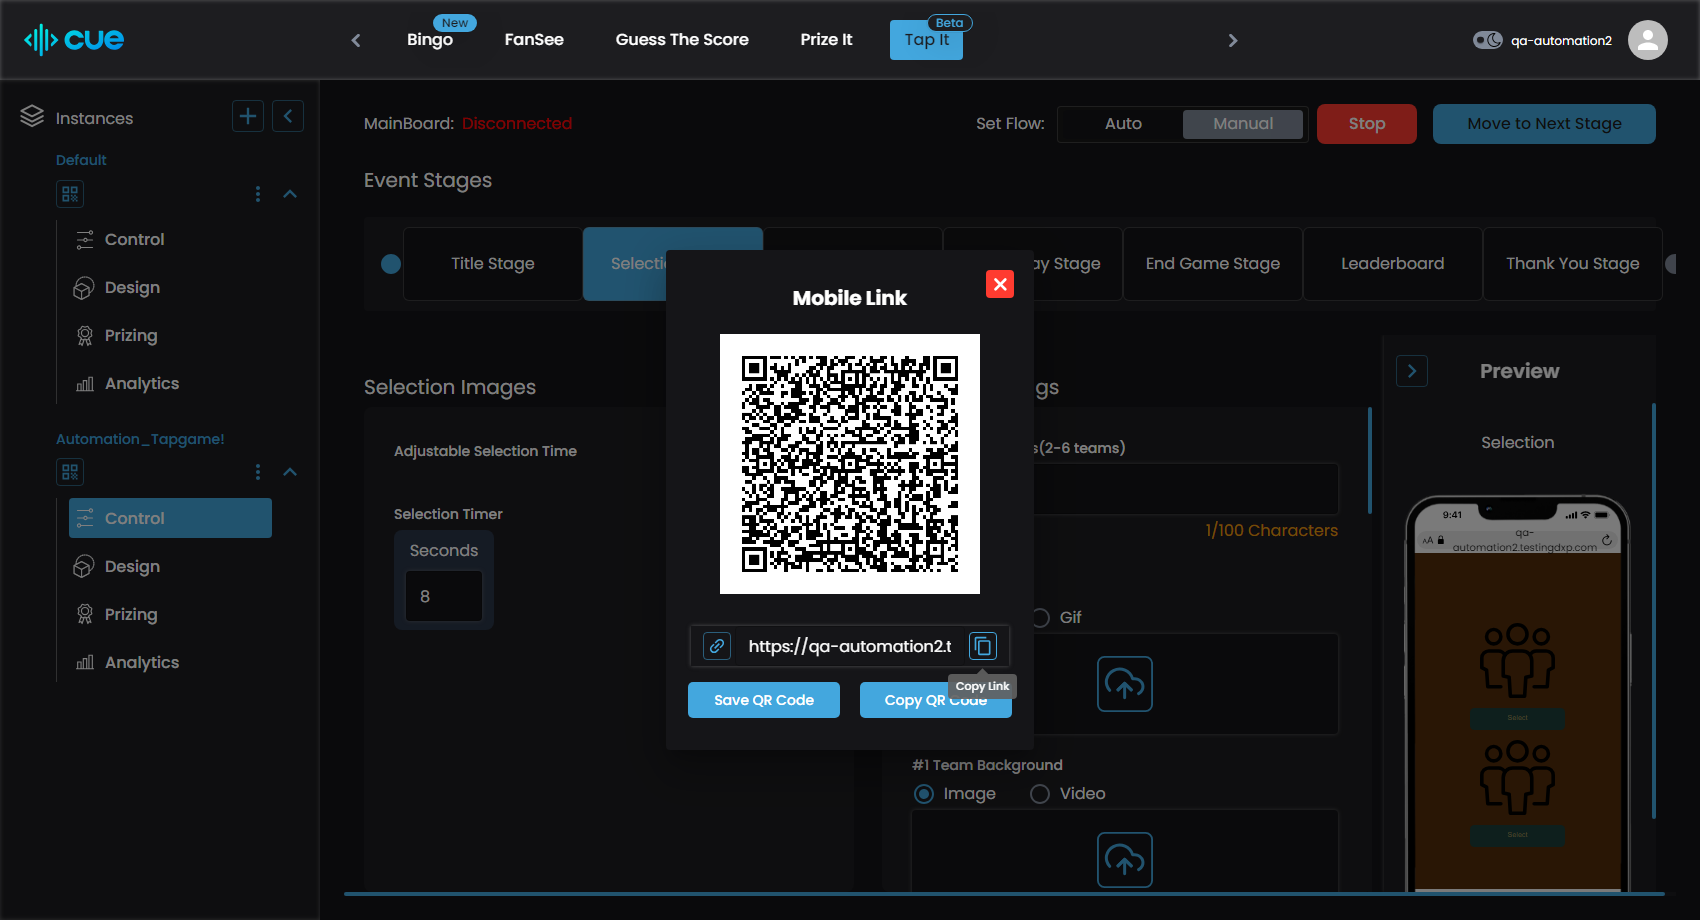 cue
Bingo
New
FanSee
Guess The Score
Prize It
Tap It
Beta
qa-automation2
Instances
Default
Control
Design
Prizing
Analytics
Automation_Tapgame!
Control
Design
Prizing
Analytics
MainBoard: Disconnected
Set Flow:
Auto
Manual
Stop
Move to Next Stage
Event Stages
Title Stage
Selecti
ay Stage
End Game Stage
Leaderboard
Thank You Stage
Mobile Link
https://qa-automation2.t
Copy Link
Save QR Code
Copy QR Code
Selection Images
Adjustable Selection Time
Selection Timer
Seconds
8
gs
s(2-6 teams)
1/100 Characters
Gif
#1 Team Background
Image
Video
Preview
Selection
9:41
AA
qa-
automation2.testingdxp.com
Select
Select